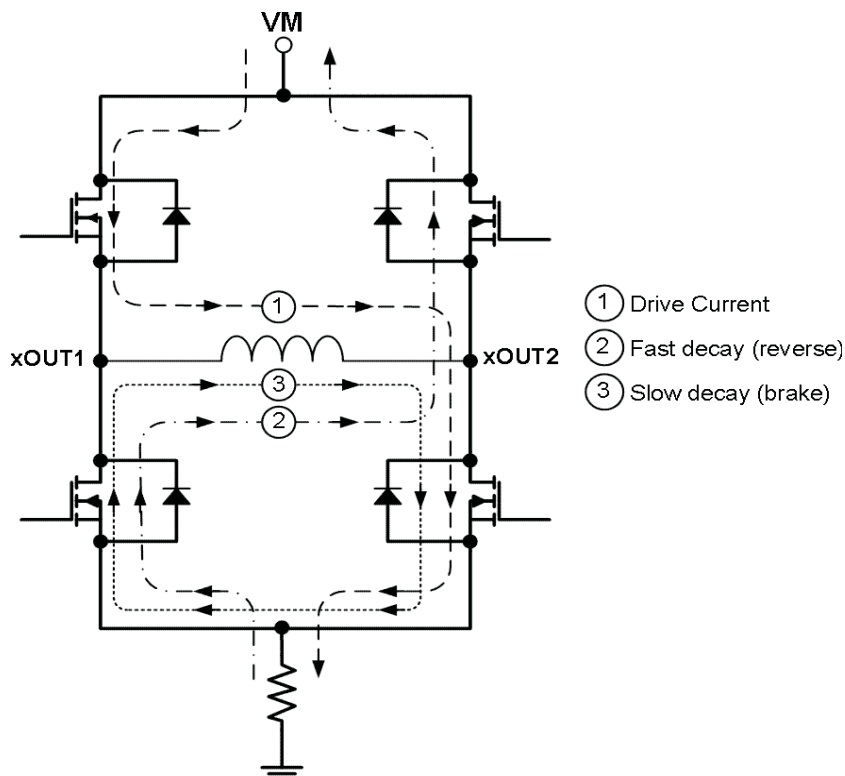 VM
1
xOUT1
xOUT2
3
2
1 Drive Current
2 Fast decay (reverse)
3 Slow decay (brake)